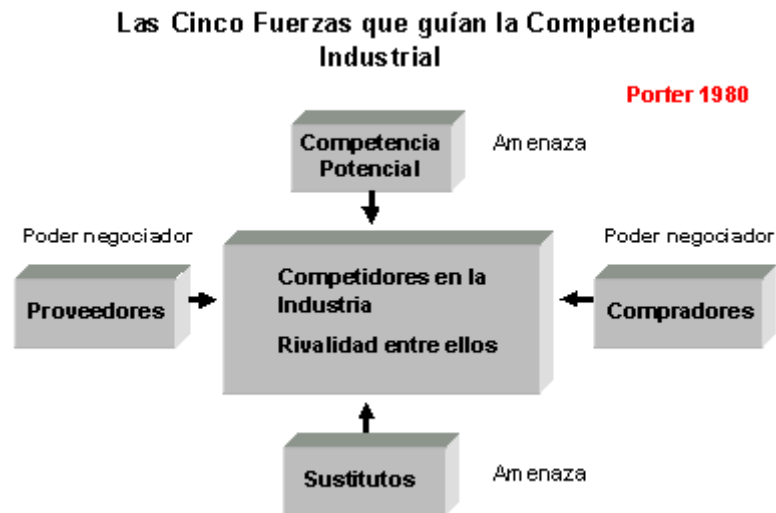 Las Cinco Fuerzas que guían la Competencia
Industrial
Porter 1980
Competencia
Potencial
Amenaza
Poder negociador
Poder negociador
Proveedores
Competidores en la
Industria
Rivalidad entre ellos
Compradores
Sustitutos
Amenaza